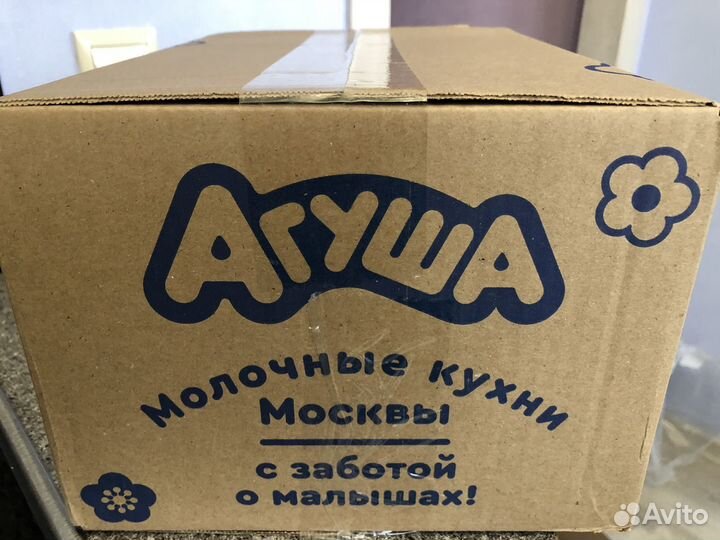 АГУША
Молочные кухни
Москвы
с заботой
о малышах!
Avito